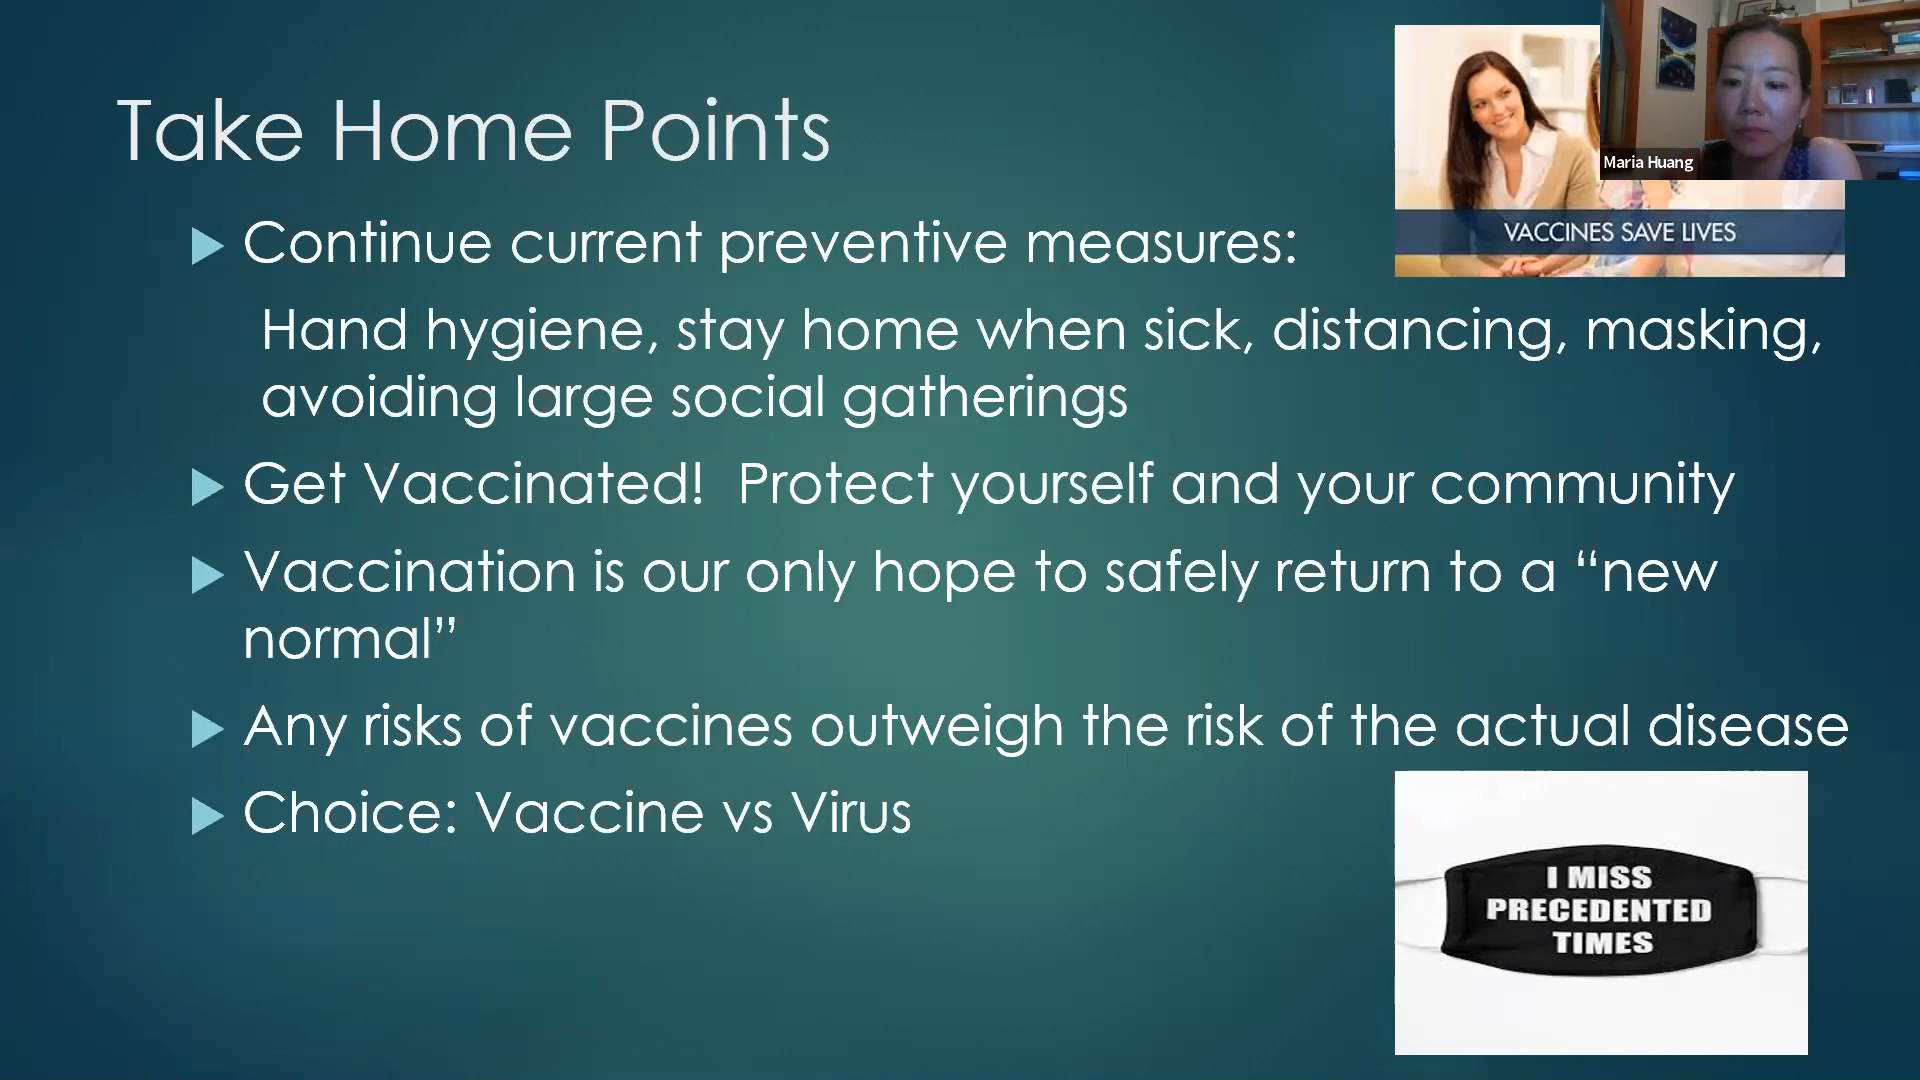 Take Home Points
Maria Huang
VACCINES SAVE LIVES
Continue current preventive measures:
Hand hygiene, stay home when sick, distancing, masking,
avoiding large social gatherings
Get Vaccinated!  Protect yourself and your community
Vaccination is our only hope to safely return to a “new
normal”
Any risks of vaccines outweigh the risk of the actual disease
Choice: Vaccine vs Virus
I MISS
PRECEDENTED
TIMES